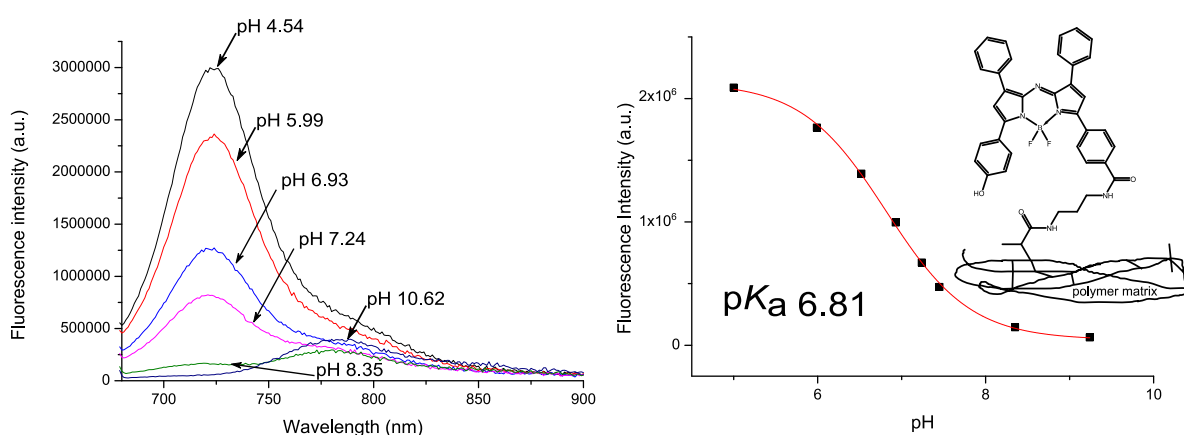 pH 4.54
pH 5.99
pH 6.93
pH 7.24
pH 10.62
pH 8.35
3000000
2500000
2000000
1500000
1000000
500000
0
700
750
800
850
900
Fluorescence intensity (a.u.)
Wavelength (nm)
2x10⁶
1x10⁶
0
6
8
10
Fluorescence Intensity (a.u.)
pH
pKa 6.81
N
N
N
B
F
F
HO
O
NH
O
NH
polymer matrix